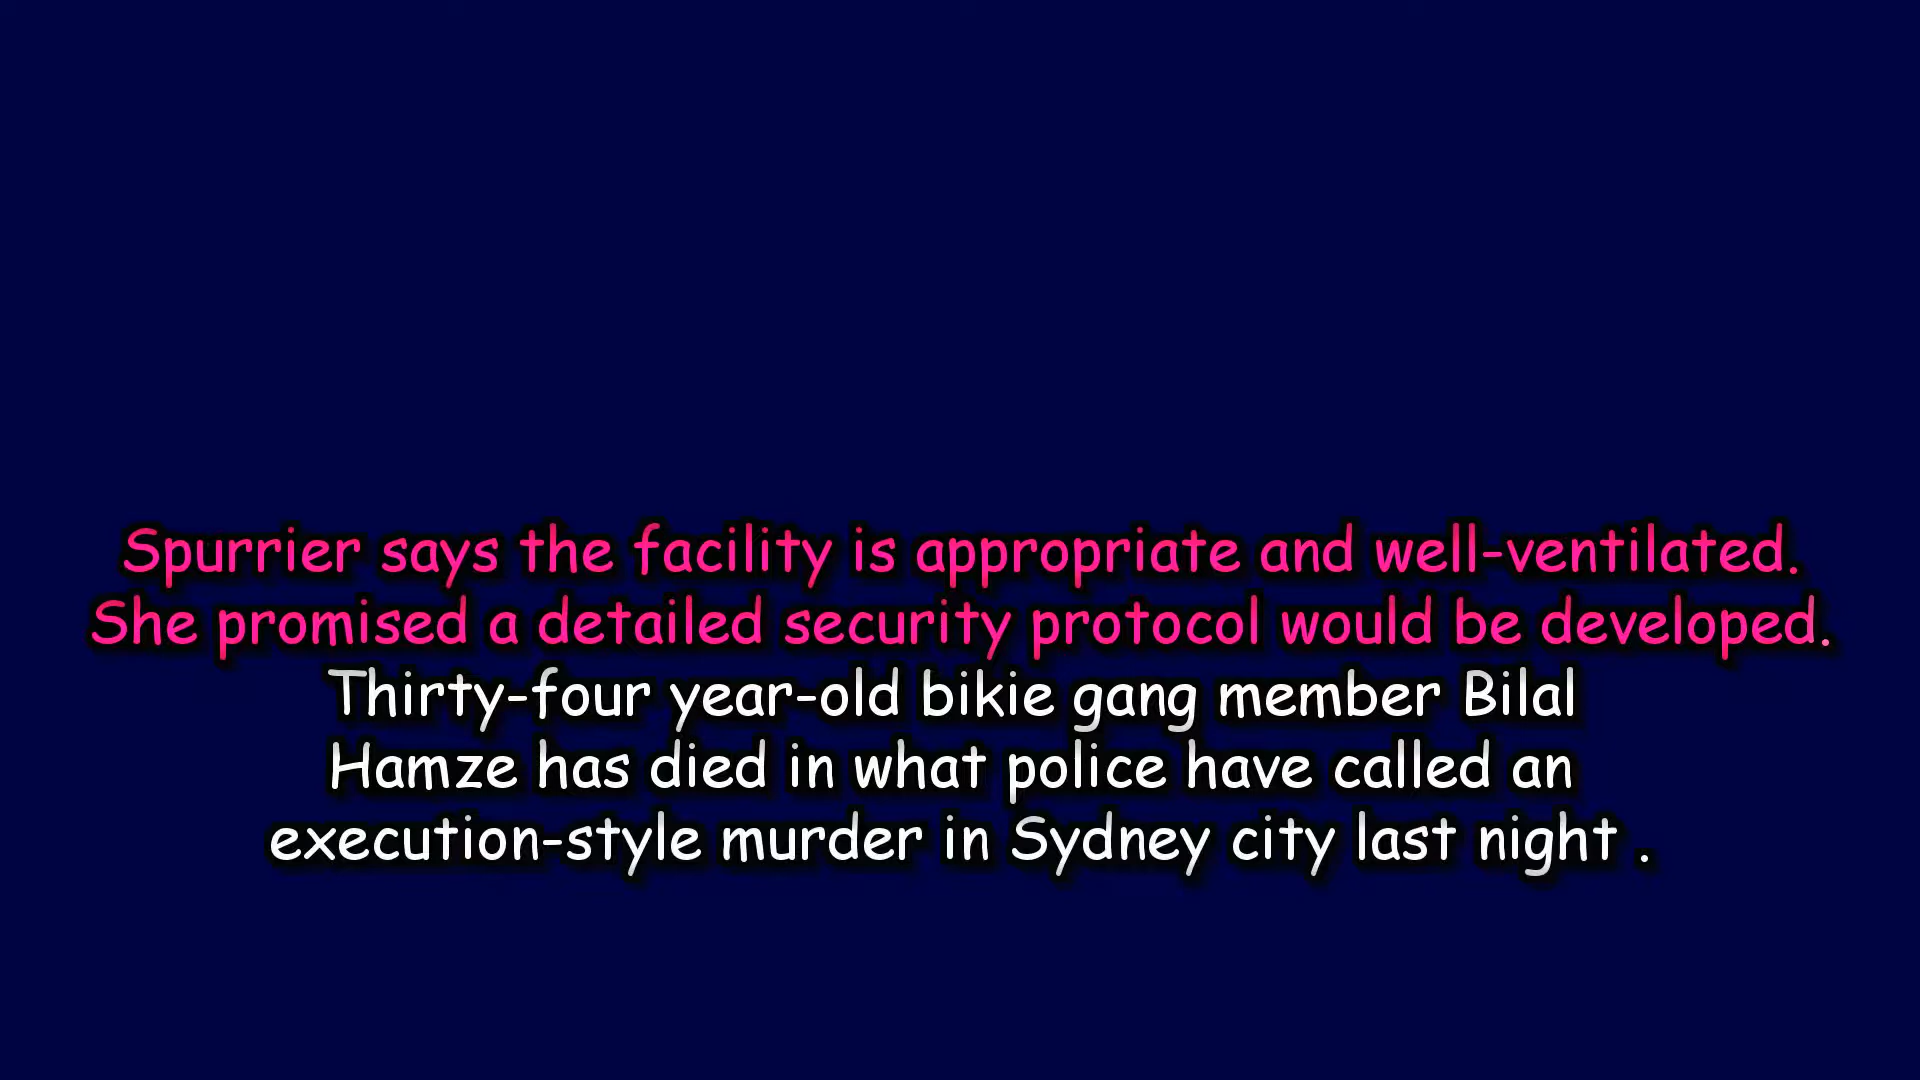 Spurrier says the facility is appropriate and well-ventilated.
She promised a detailed security protocol would be developed.
Thirty-four year-old bikie gang member Bilal
Hamze has died in what police have called an
execution-style murder in Sydney city last night .